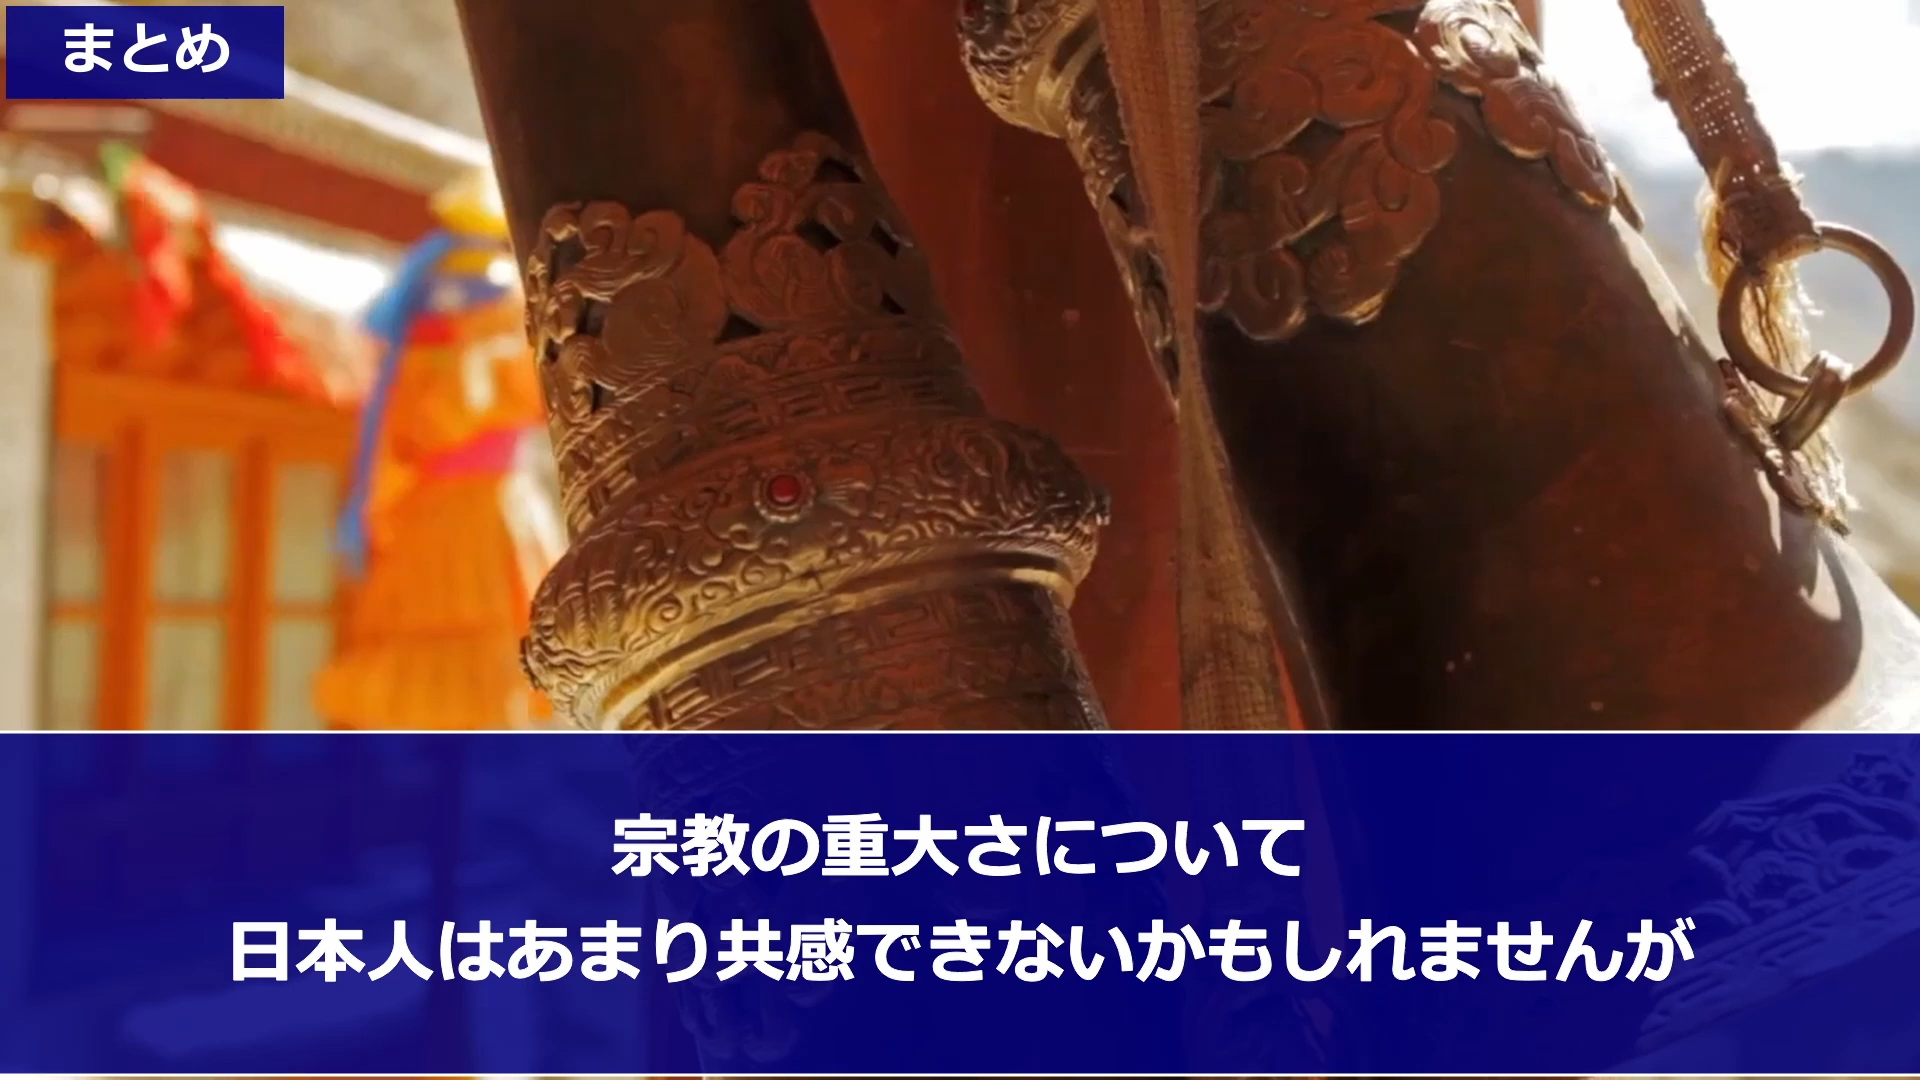 まとめ
宗教の重大さについて
日本人はあまり共感できないかもしれませんが